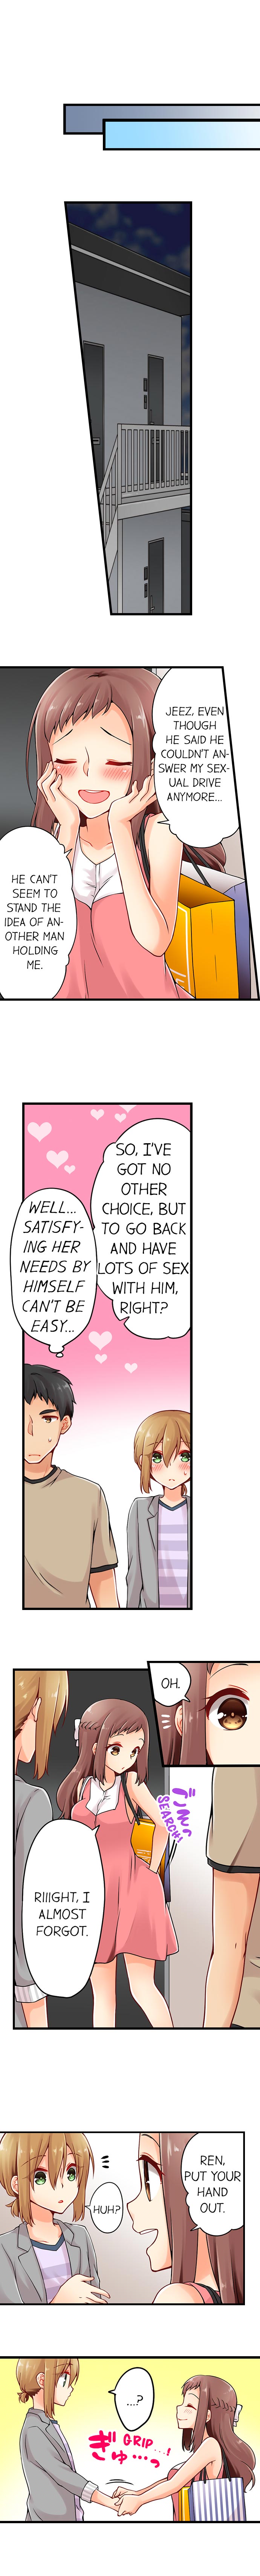 JEEZ, EVEN
THOUGH
HE SAID HE
COULDN'T AN-
SWER MY SEX-
UAL DRIVE
ANYMORE...
HE CAN'T
SEEM TO
STAND THE
IDEA OF AN-
OTHER MAN
HOLDING
ME.
SO, I'VE
GOT NO
OTHER
CHOICE, BUT
TO GO BACK
AND HAVE
LOTS OF SEX
WITH HIM,
RIGHT?
WELL...
SATISFY-
ING HER
NEEDS BY
HIMSELF
CAN'T BE
EASY...
OH.
SEARCH!
RIIIGHT, I
ALMOST
FORGOT.
REN,
PUT YOUR
HAND
OUT.
HUH?
...?
GRIP...!
ぎゅ…っ